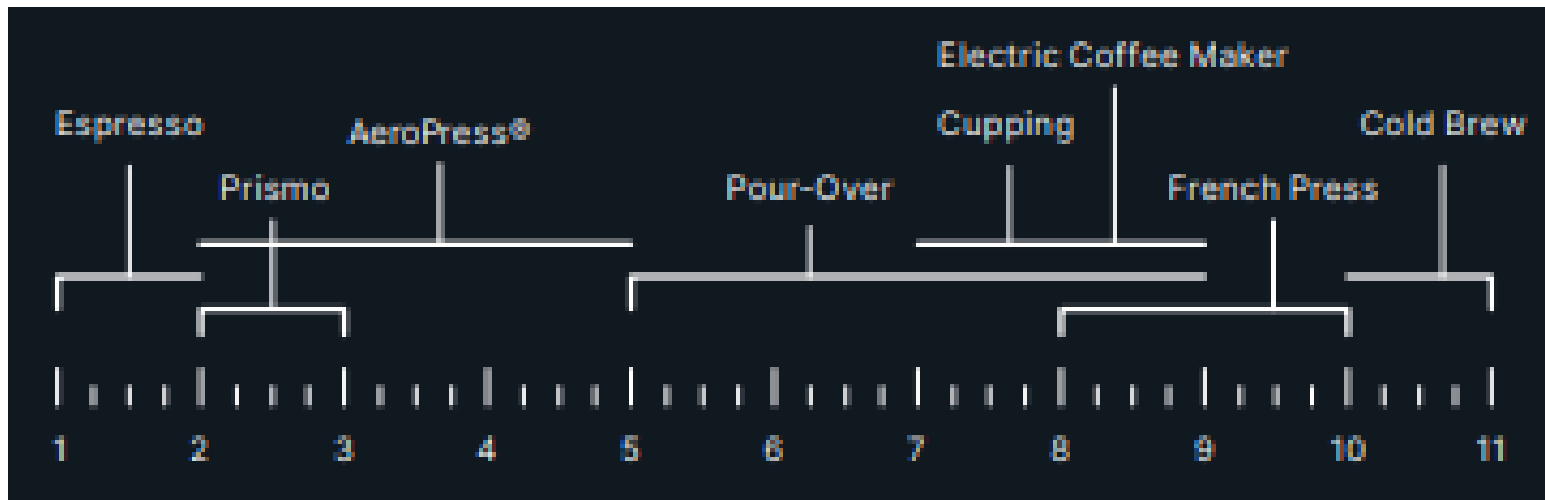 Electric Coffee Maker
Espresso AeroPress® Cupping Cold Brew
Prismo Pour-Over French Press
1 2 3 4 5 6 7 8 9 10 11